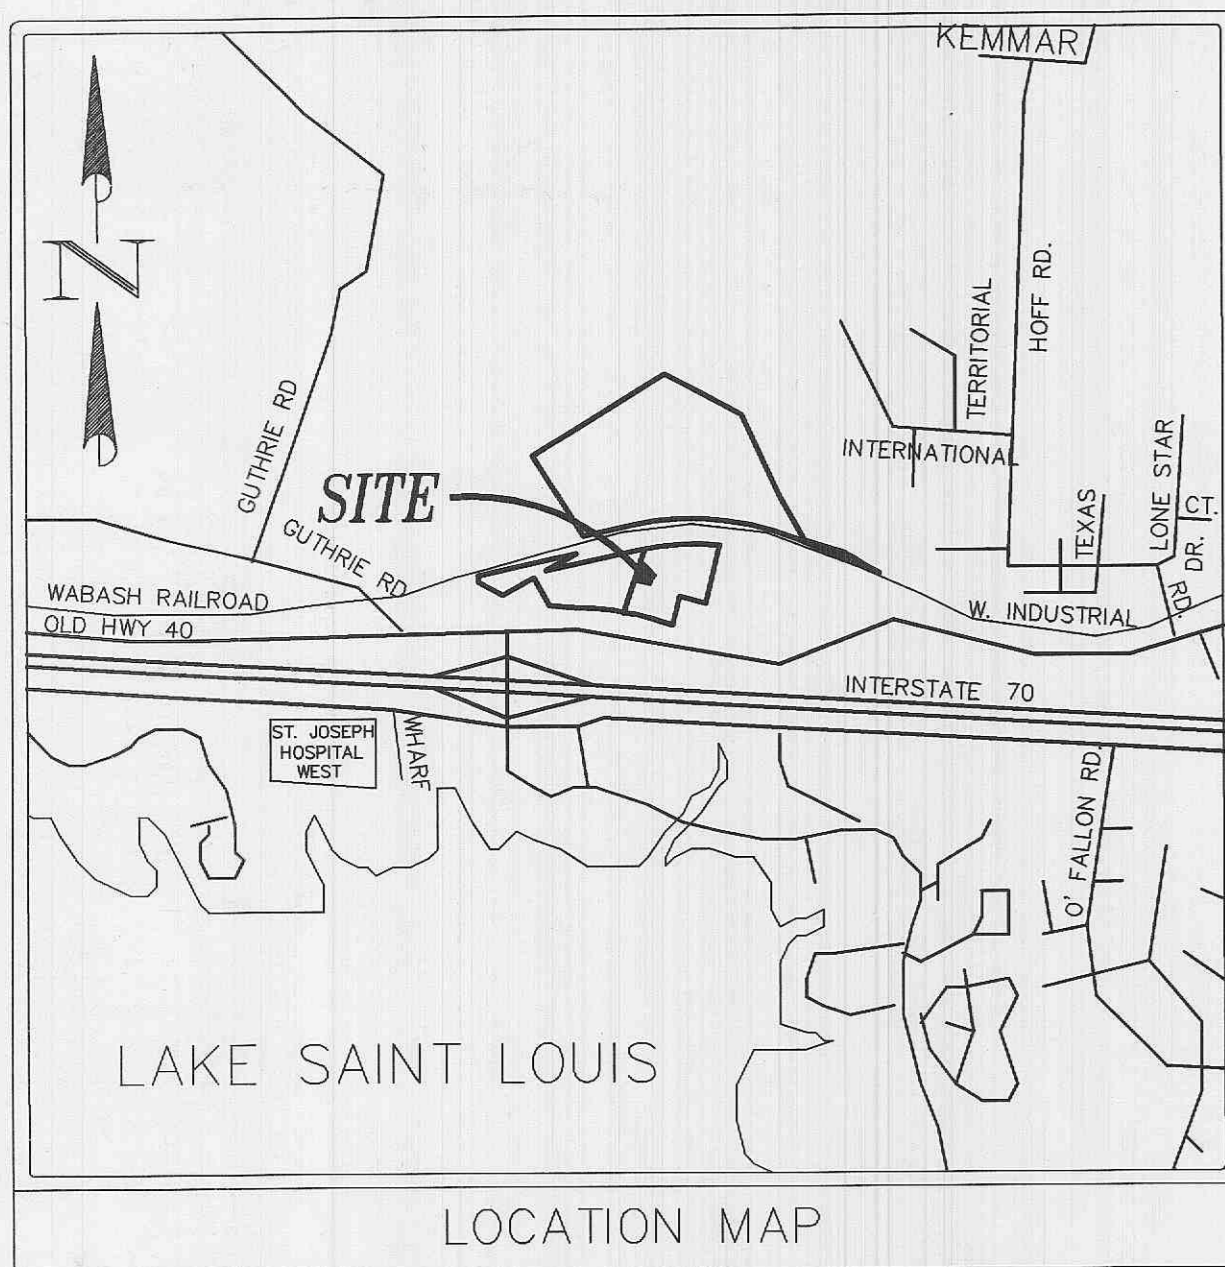 KEMMAR
N
HOFF RD.
TERRITORIAL
GUTHRIE RD
INTERNATIONAL
SITE
LONE STAR
CT.
TEXAS
GUTHRIE RD
DR.
WABASH RAILROAD
RD.
W. INDUSTRIAL
OLD HWY 40
INTERSTATE 70
ST. JOSEPH
HOSPITAL
WEST
WHARF
O' FALLON RD.
LAKE SAINT LOUIS
LOCATION MAP